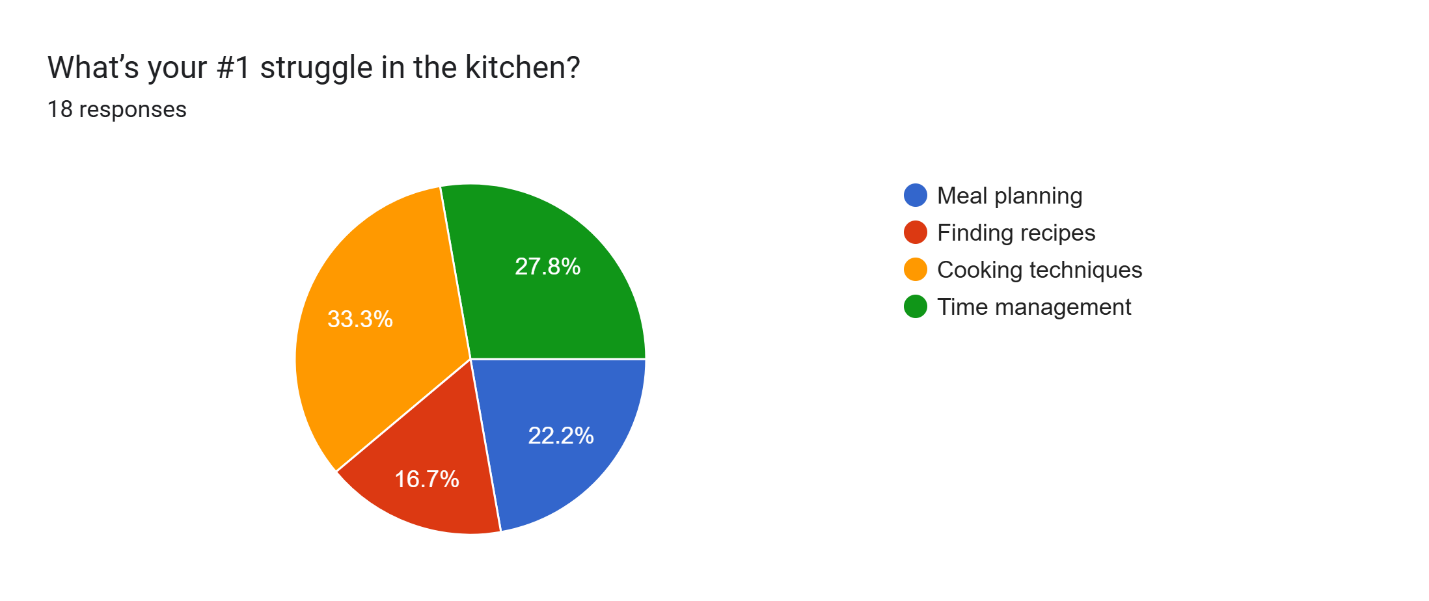 What’s your #1 struggle in the kitchen?
18 responses
Meal planning
Finding recipes
Cooking techniques
Time management
27.8%
33.3%
22.2%
16.7%